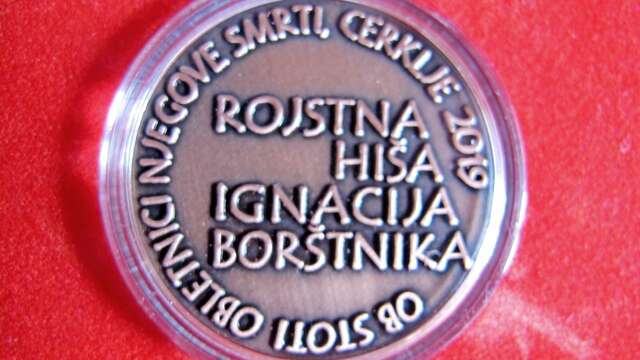 ROJSTNA
HIŠA
IGNACIJA
BORŠTNIKA
OB STOTI OBLETNICI NJEGOVE SMRTI, CERKLJE 2019